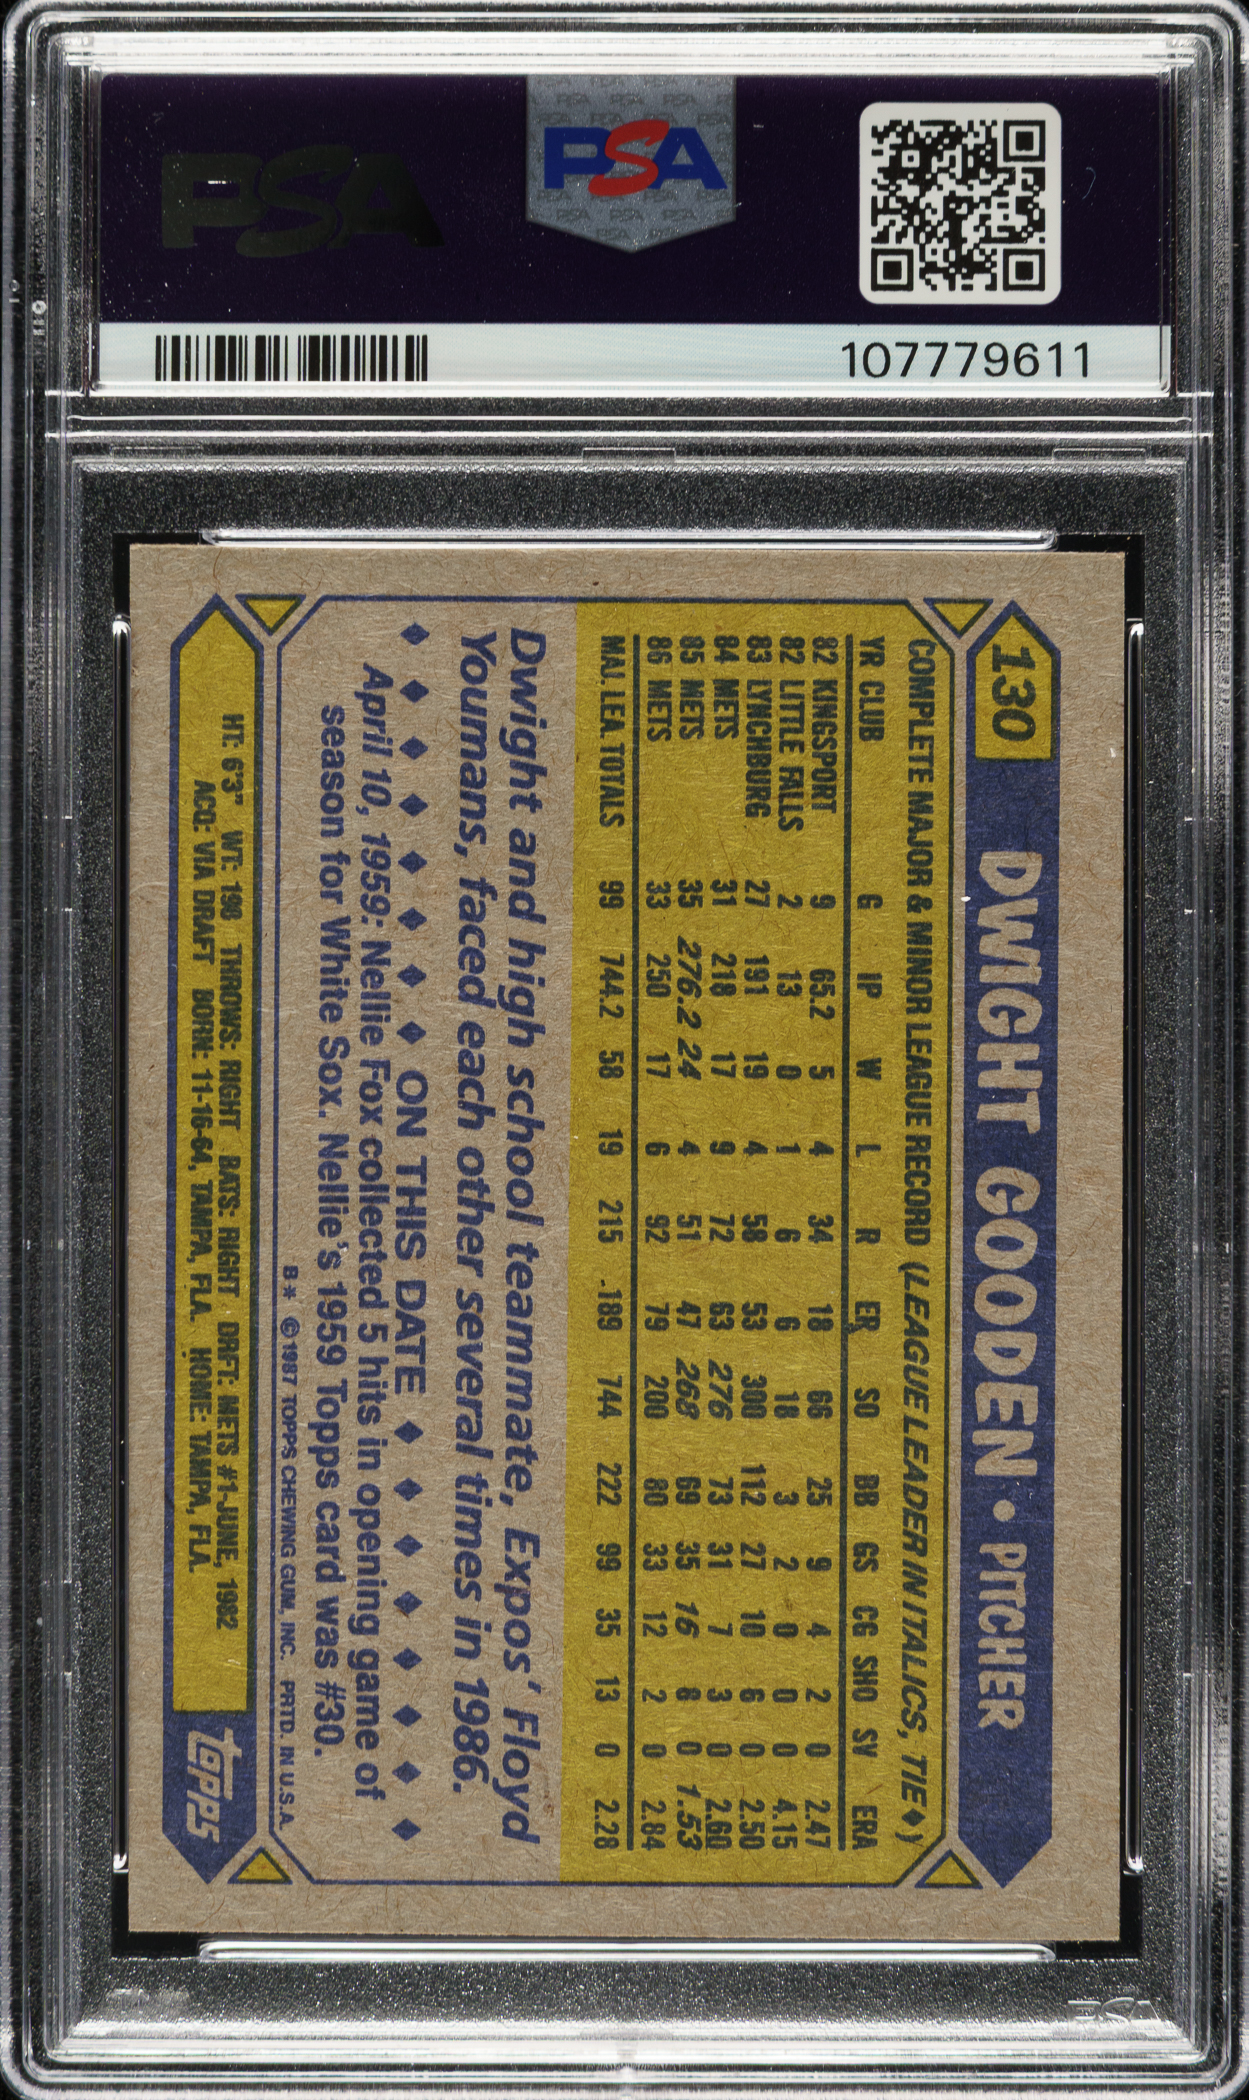 PSA
PSA
107779611
130
DWIGHT GOODEN • PITCHER
COMPLETE MAJOR & MINOR LEAGUE RECORD (LEAGUE LEADER IN ITALICS, TIE♦)
YR CLUB G IP W L R ER SO BB GS CG SHO SV ERA
82 KINGSPORT 9 65.2 5 4 34 18 66 25 9 4 2 0 2.47
82 LITTLE FALLS 2 13 0 1 6 6 18 3 2 0 0 0 4.15
83 LYNCHBURG 27 191 19 4 58 53 300 112 27 10 6 0 2.50
84 METS 31 218 17 9 72 63 276 73 31 7 3 0 2.60
85 METS 35 276.2 24 4 51 47 268 69 35 16 8 0 1.53
86 METS 33 250 17 6 92 79 200 80 33 12 2 0 2.84
MAJ. LEA. TOTALS 99 744.2 58 19 215 189 744 222 99 35 13 0 2.28
Dwight and high school teammate, Expos' Floyd
Youmans, faced each other several times in 1986.
♦ ♦ ♦ ♦ ♦ ♦ ♦ ♦ ON THIS DATE ♦ ♦ ♦ ♦ ♦ ♦ ♦ ♦
April 10, 1959: Nellie Fox collected 5 hits in opening game of
season for White Sox. Nellie's 1959 Topps card was #30.
B* © 1987 TOPPS CHEWING GUM, INC. PRTD. IN U.S.A.
HT: 6'3" WT: 198 THROWS: RIGHT BATS: RIGHT DRFT: METS #1-JUNE, 1982
ACQ: VIA DRAFT BORN: 11-16-64, TAMPA, FLA. HOME: TAMPA, FLA.
topps
PSA